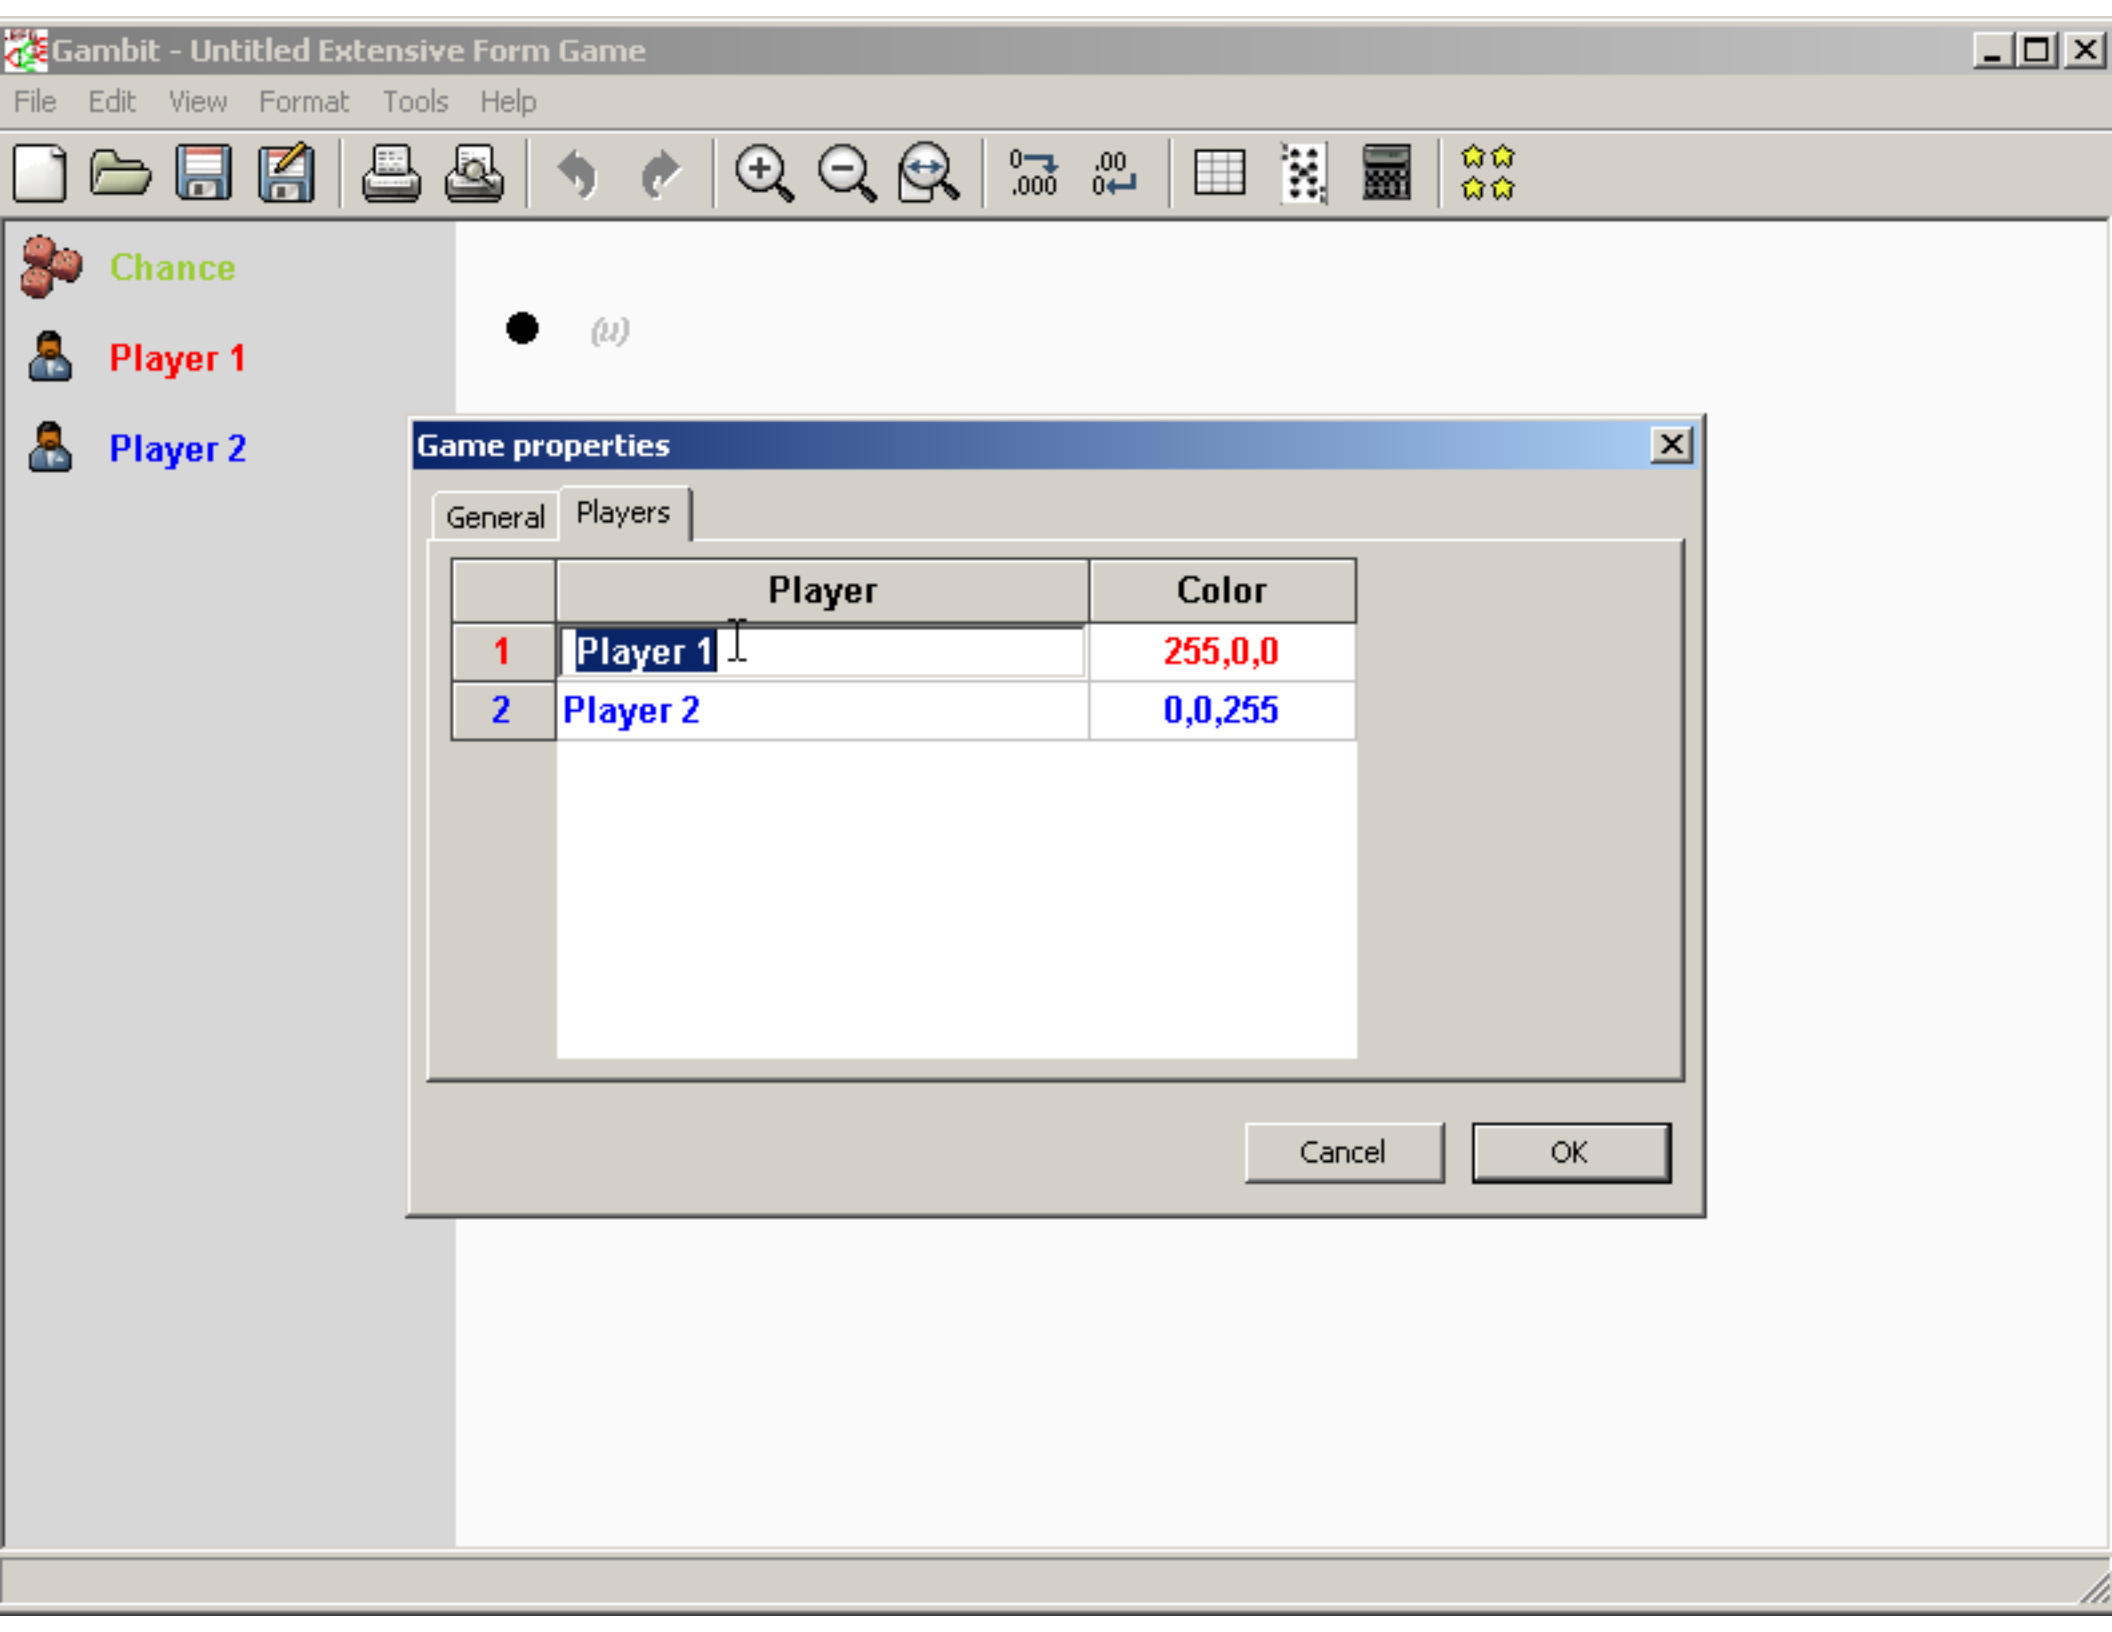 Gambit - Untitled Extensive Form Game
File Edit View Format Tools Help
0 .000 .00 0
Chance
Player 1
Player 2
(u)
Game properties
General Players
Player Color
1 Player 1 255,0,0
2 Player 2 0,0,255
Cancel OK